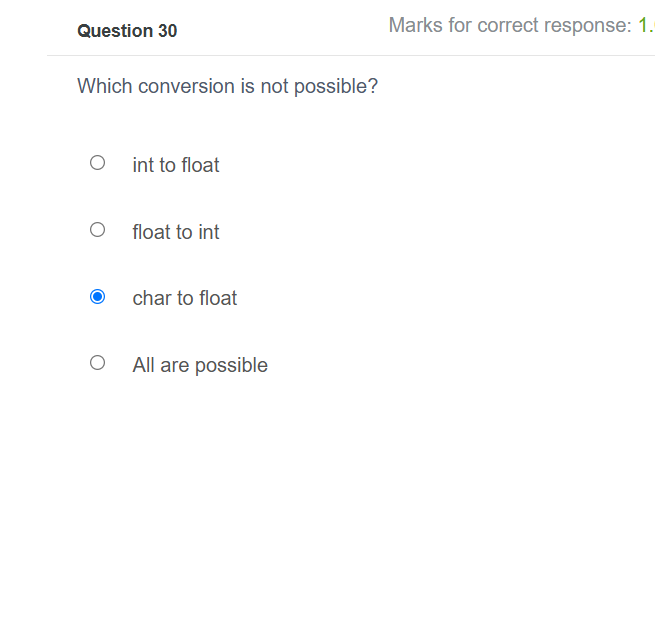 Question 30
Marks for correct response: 1.
Which conversion is not possible?
int to float
float to int
char to float
All are possible